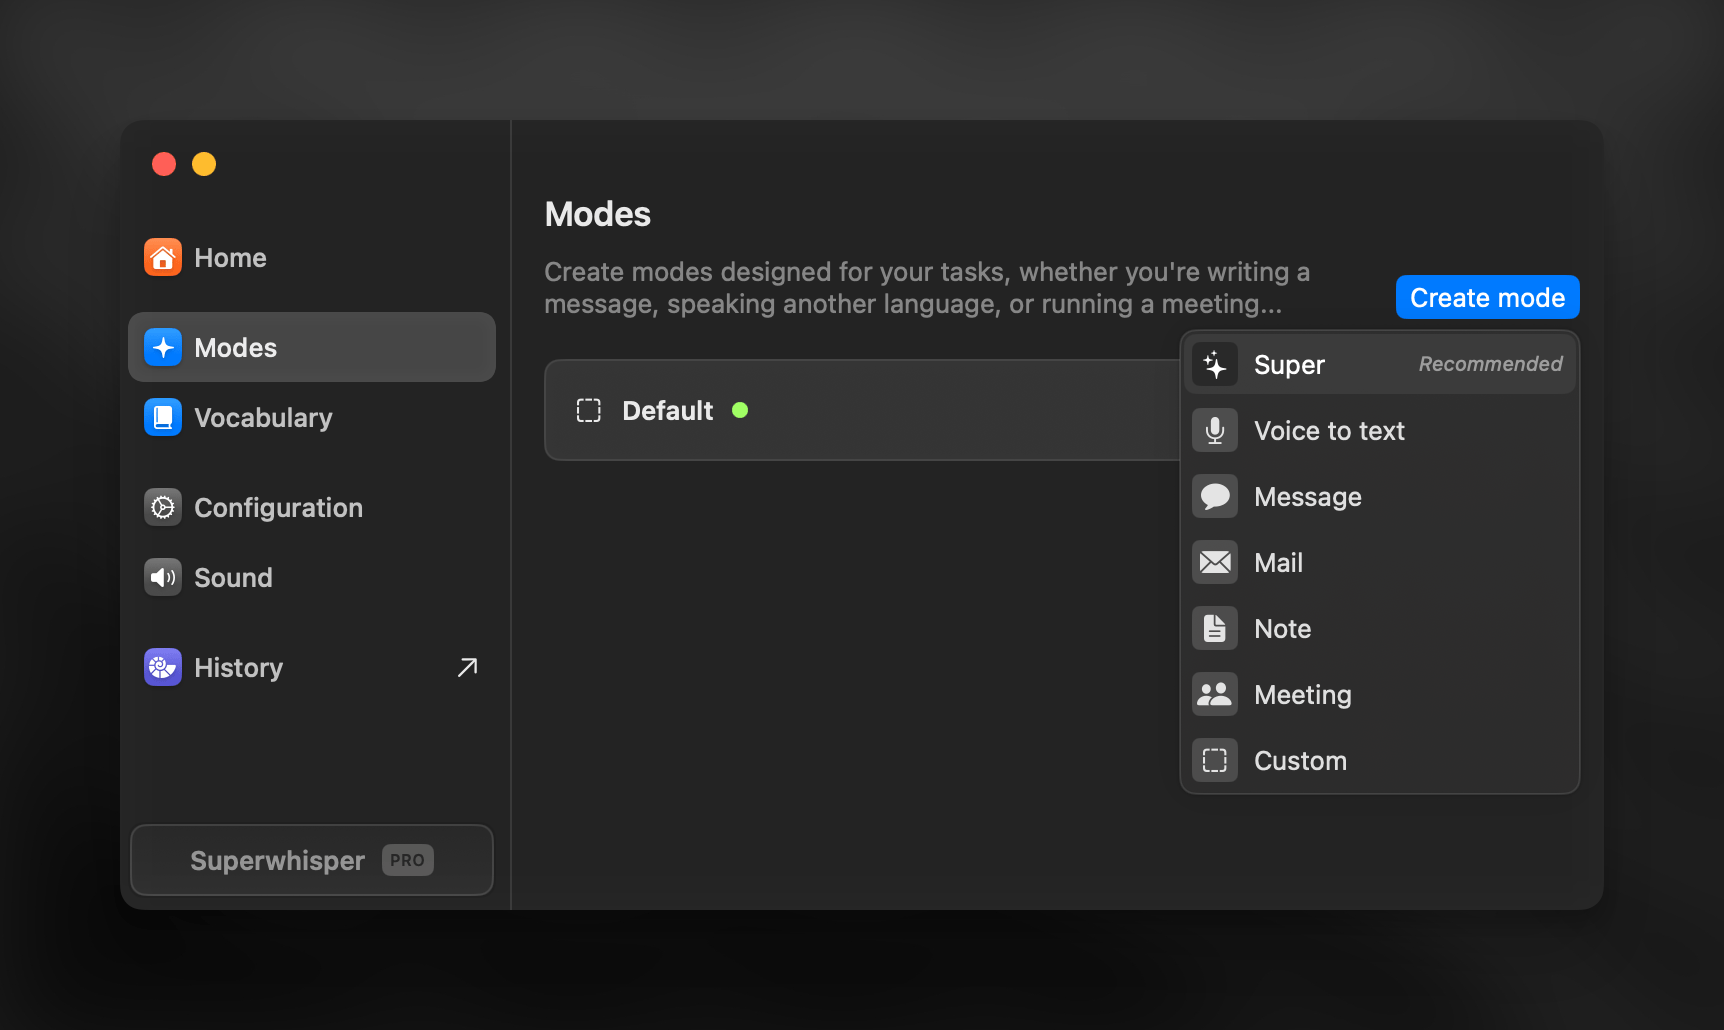 Home
Modes
Vocabulary
Configuration
Sound
History
Superwhisper PRO
Modes
Create modes designed for your tasks, whether you're writing a
message, speaking another language, or running a meeting...
Create mode
Default
Super Recommended
Voice to text
Message
Mail
Note
Meeting
Custom